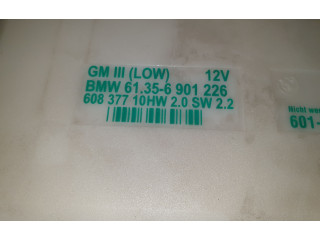 GM III (LOW) 12V
BMW 61.35-6 901 226
608 377 10HW 2.0 SW 2.2
Nicht
601-